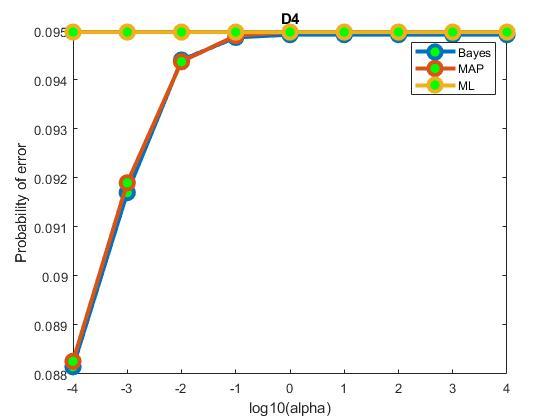 D4
0.095
0.094
0.093
0.092
0.091
0.09
0.089
0.088
Probability of error
Bayes
MAP
ML
-4 -3 -2 -1 0 1 2 3 4
log10(alpha)